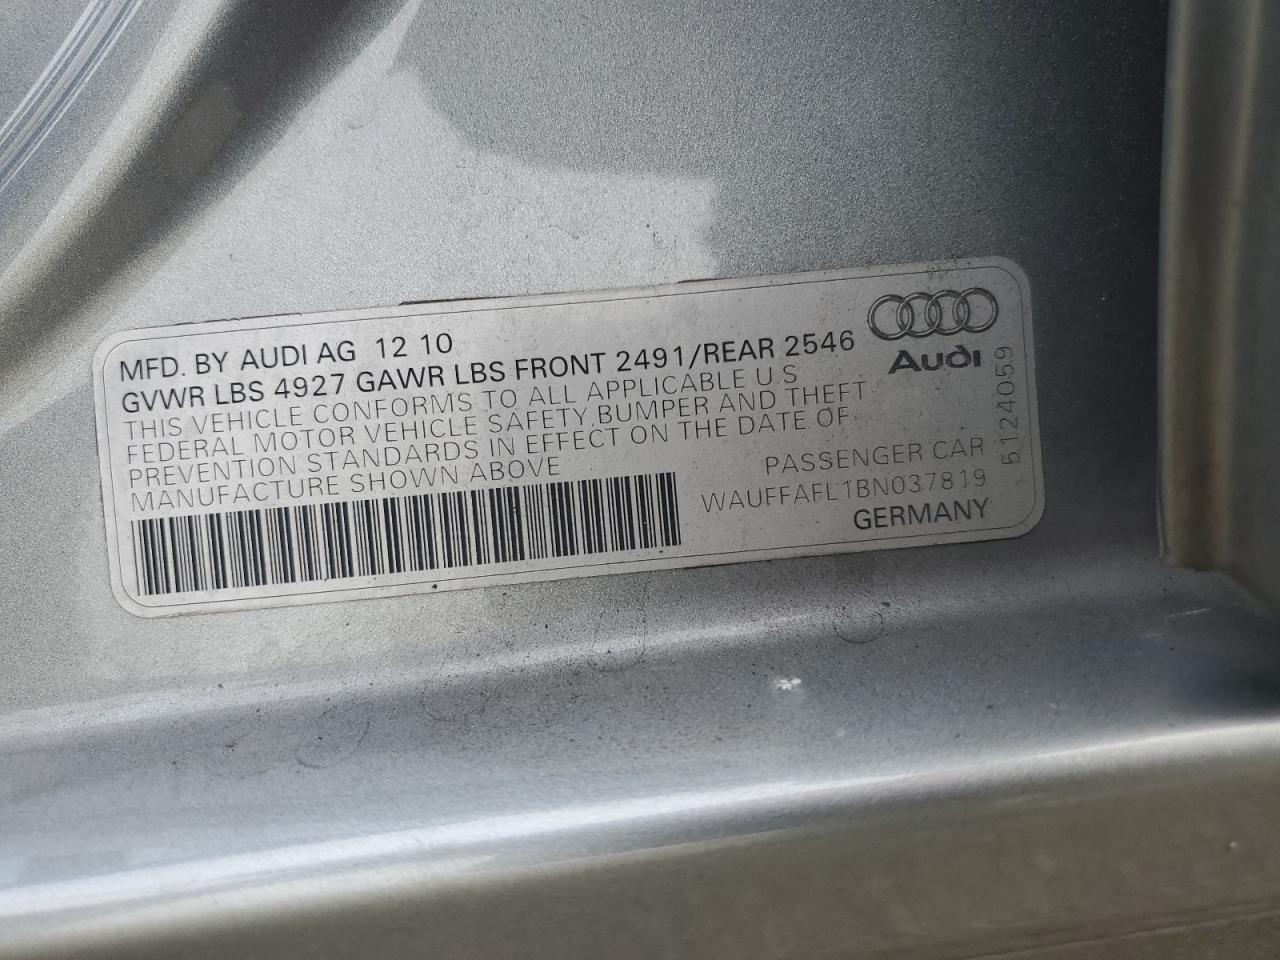 MFD. BY AUDI AG 12 10
GVWR LBS 4927 GAWR LBS FRONT 2491/REAR 2546
THIS VEHICLE CONFORMS TO ALL APPLICABLE U.S
FEDERAL MOTOR VEHICLE SAFETY BUMPER AND THEFT
PREVENTION STANDARDS IN EFFECT ON THE DATE OF
MANUFACTURE SHOWN ABOVE
Audi
PASSENGER CAR
WAUFFAFL1BN037819
GERMANY
5124059